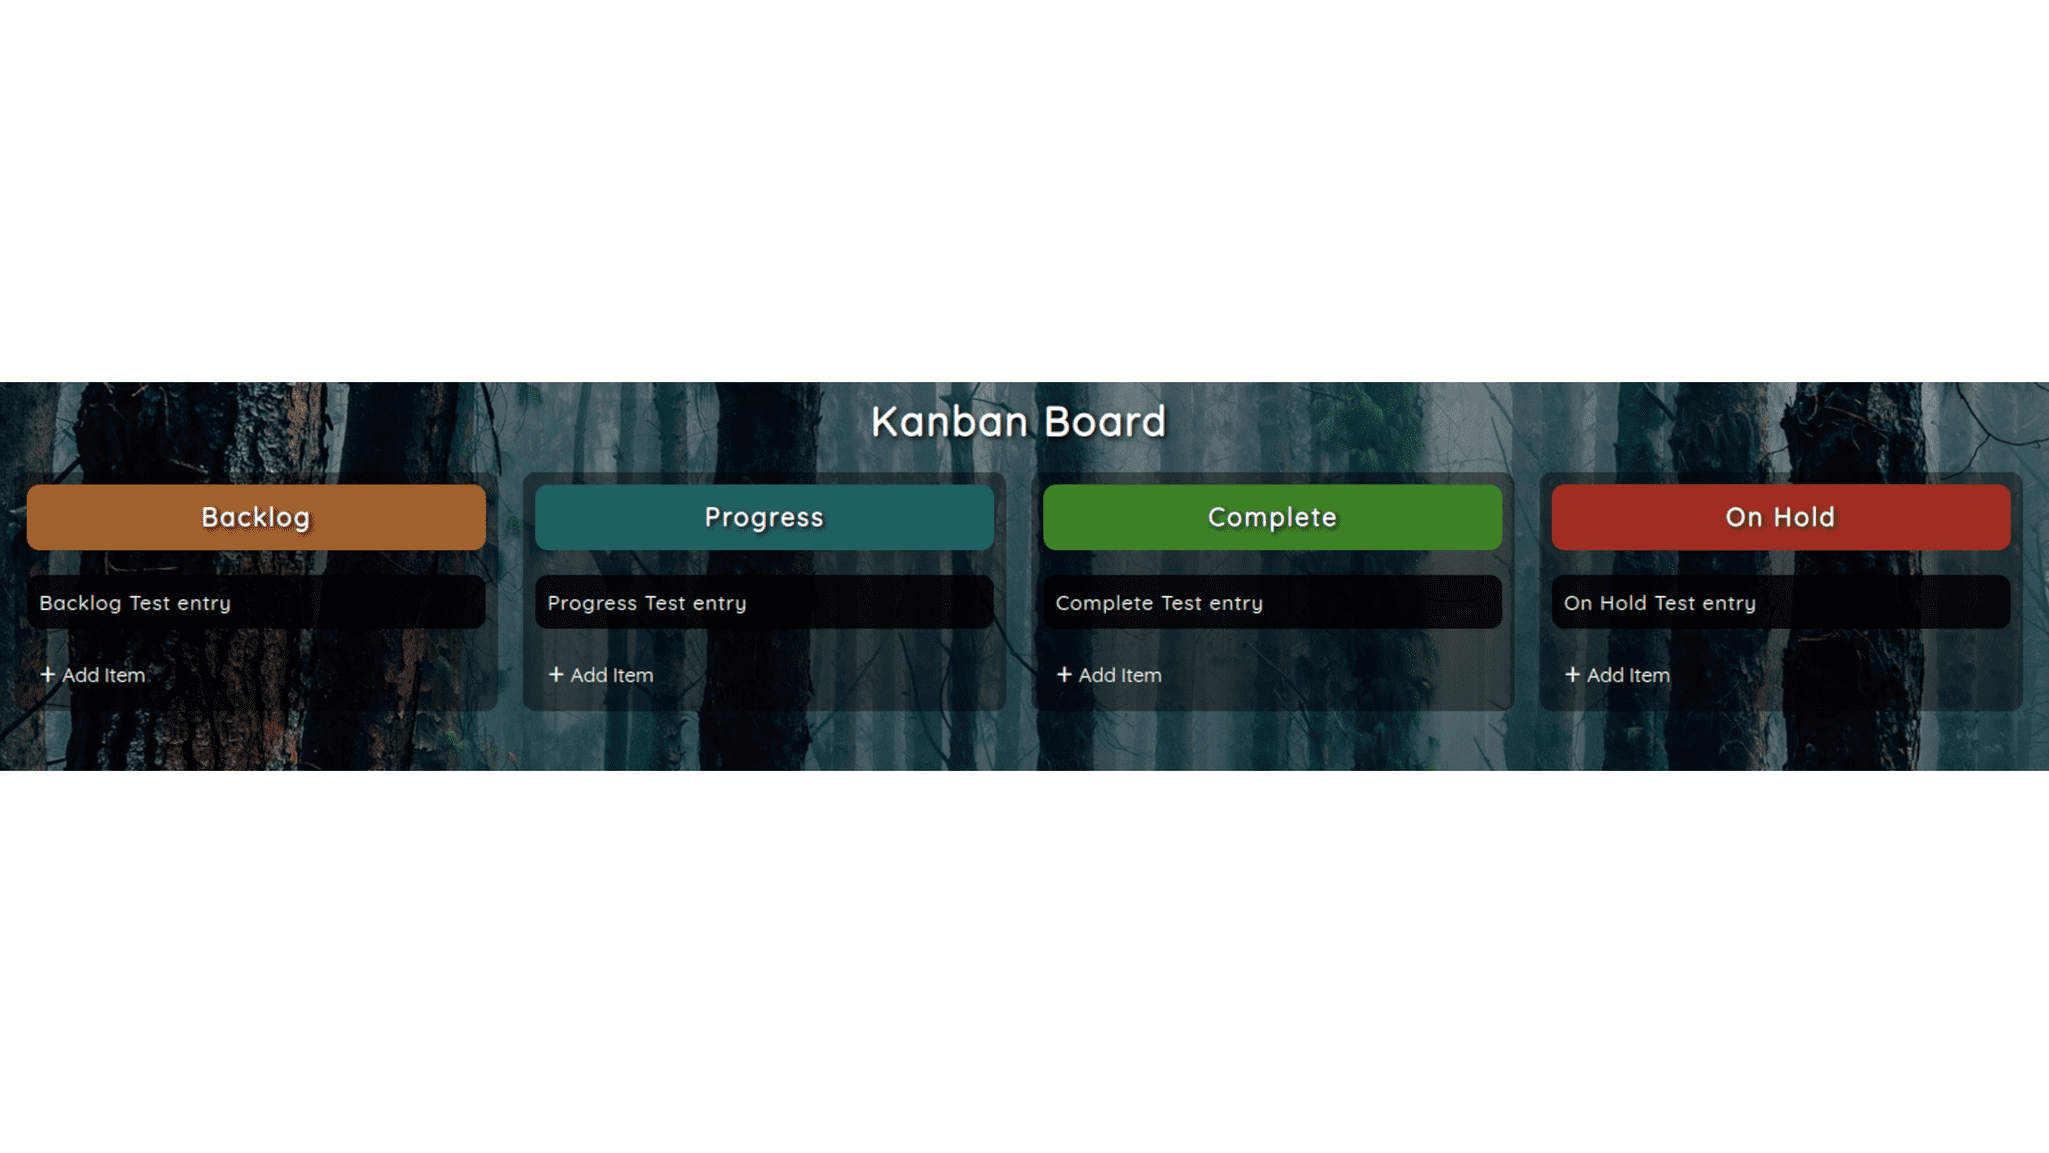 Kanban Board
Backlog
Backlog Test entry
+ Add Item
Progress
Progress Test entry
+ Add Item
Complete
Complete Test entry
+ Add Item
On Hold
On Hold Test entry
+ Add Item